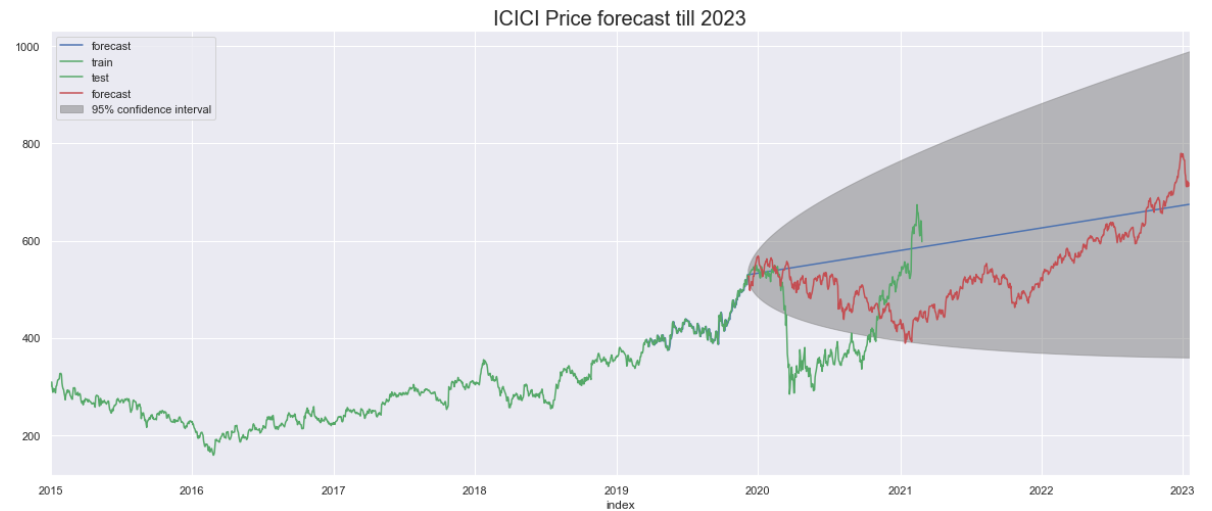 ICICI Price forecast till 2023
1000
800
600
400
200
forecast
train
test
forecast
95% confidence interval
2015 2016 2017 2018 2019 2020 2021 2022 2023
index